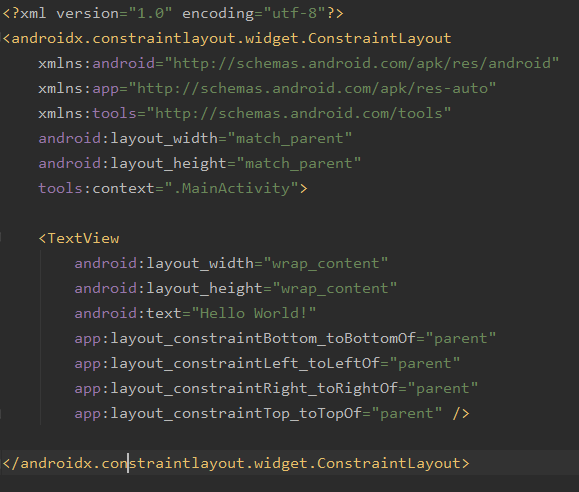 <?xml version="1.0" encoding="utf-8"?>
<androidx.constraintlayout.widget.ConstraintLayout
    xmlns:android="http://schemas.android.com/apk/res/android"
    xmlns:app="http://schemas.android.com/apk/res-auto"
    xmlns:tools="http://schemas.android.com/tools"
    android:layout_width="match_parent"
    android:layout_height="match_parent"
    tools:context=".MainActivity">

    <TextView
        android:layout_width="wrap_content"
        android:layout_height="wrap_content"
        android:text="Hello World!"
        app:layout_constraintBottom_toBottomOf="parent"
        app:layout_constraintLeft_toLeftOf="parent"
        app:layout_constraintRight_toRightOf="parent"
        app:layout_constraintTop_toTopOf="parent" />

</androidx.constraintlayout.widget.ConstraintLayout>